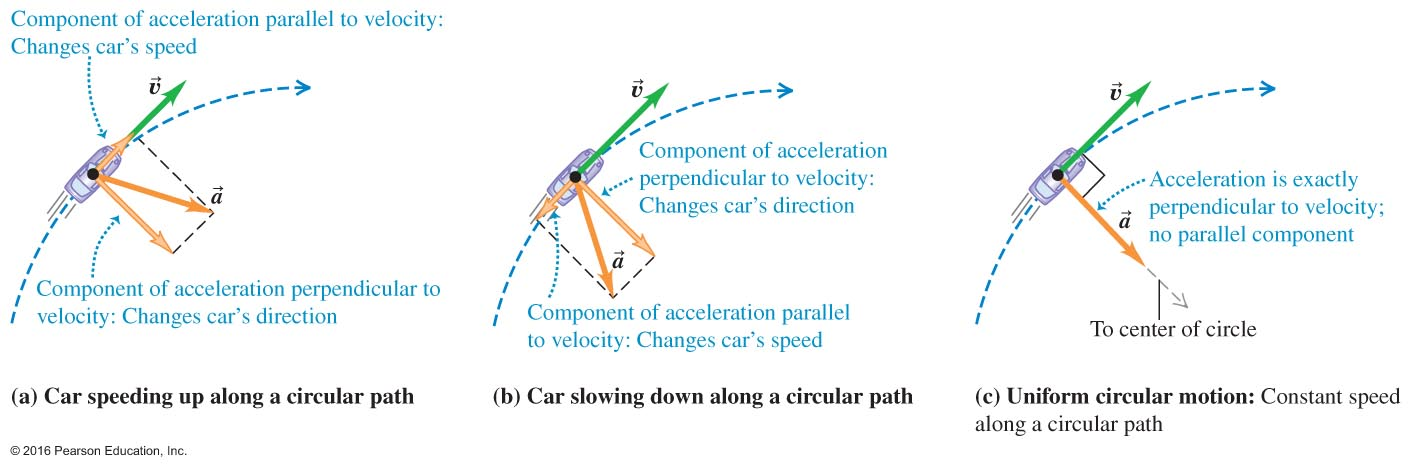 Component of acceleration parallel to velocity:
Changes car's speed
v⃗
a⃗
Component of acceleration perpendicular to
velocity: Changes car's direction
(a) Car speeding up along a circular path
v⃗
Component of acceleration
perpendicular to velocity:
Changes car's direction
a⃗
Component of acceleration parallel
to velocity: Changes car's speed
(b) Car slowing down along a circular path
v⃗
Acceleration is exactly
perpendicular to velocity;
no parallel component
a⃗
To center of circle
(c) Uniform circular motion: Constant speed
along a circular path
© 2016 Pearson Education, Inc.